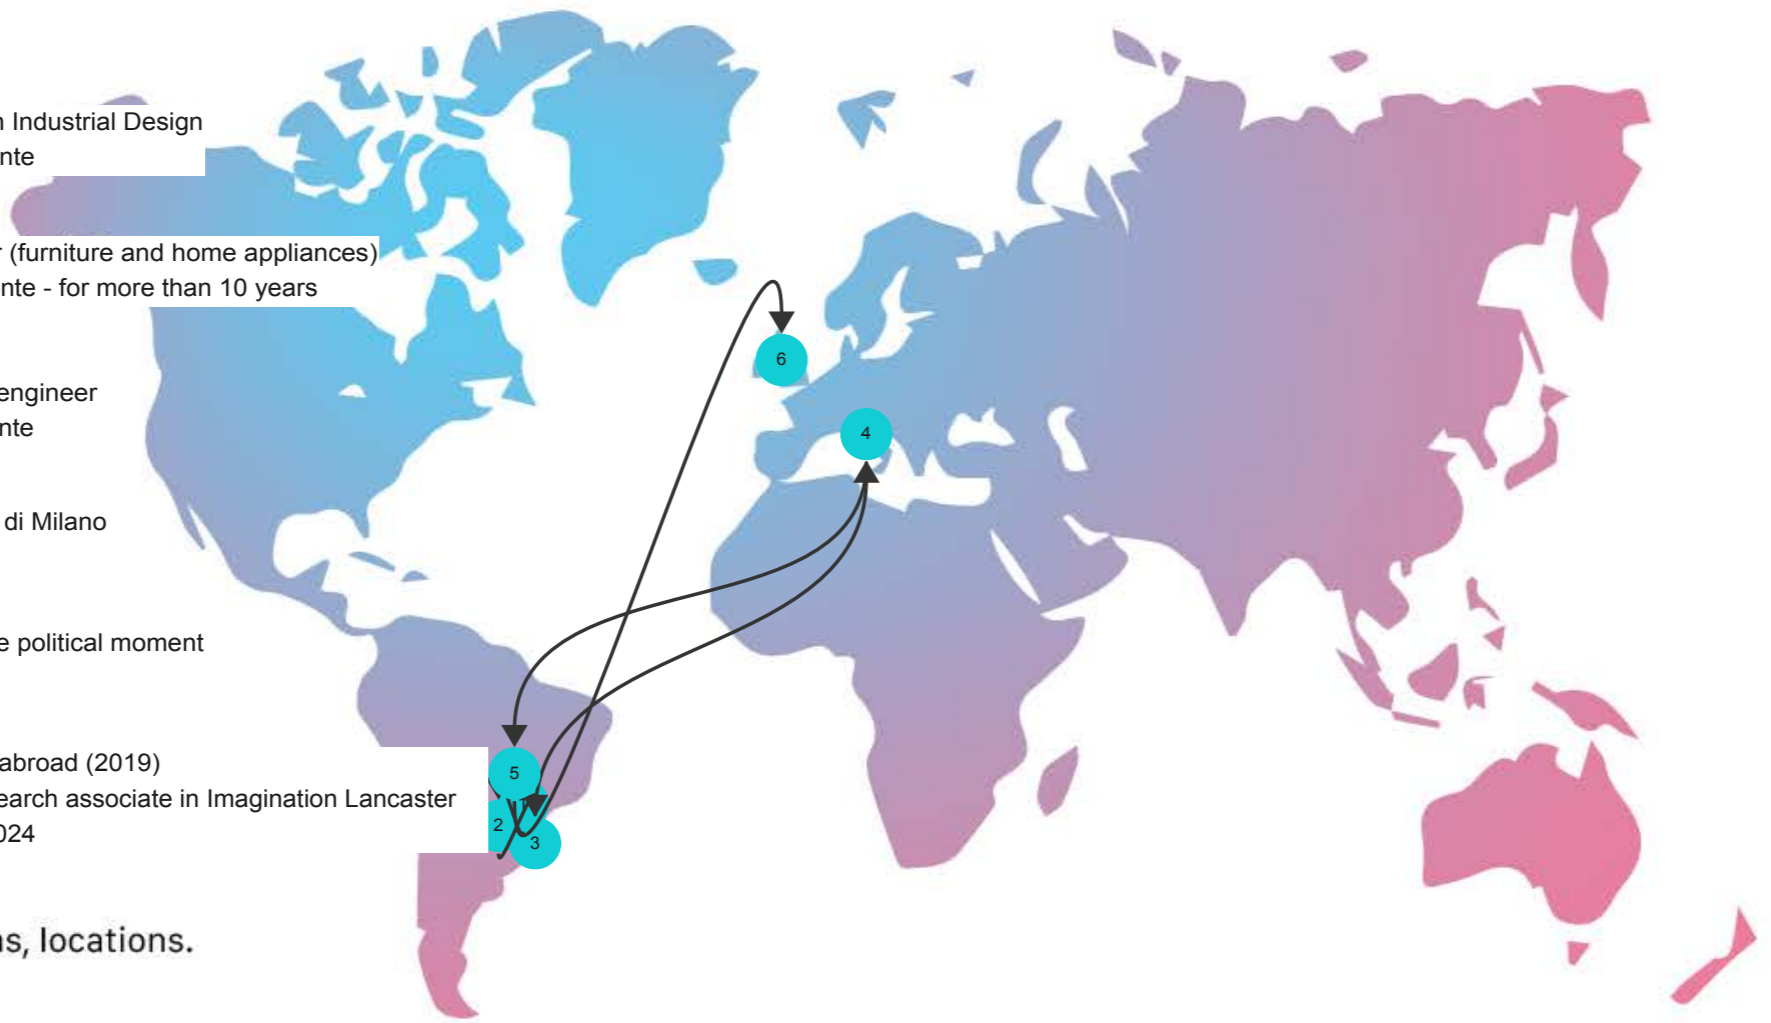 n Industrial Design
nte
r (furniture and home appliances)
nte - for more than 10 years
engineer
nte
di Milano
e political moment
abroad (2019)
earch associate in Imagination Lancaster
024
ns, locations.
6
4
5
2
3